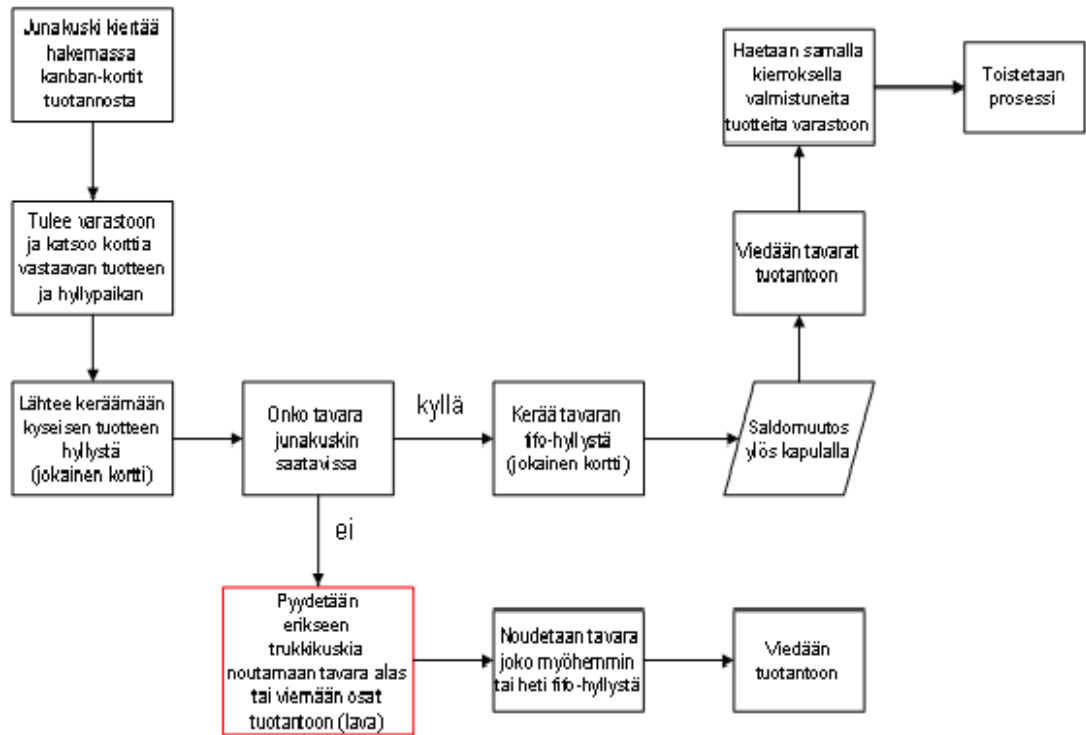 Junakuski kiertää
hakemassa
kanban-kortit
tuotannosta
Tulee varastoon
ja katsoo korttia
vastaavan tuotteen
ja hyllypaikan
Lähtee keräämään
kyseisen tuotteen
hyllystä
(jokainen kortti)
Onko tavara
junakuskin
saatavissa
kyllä
ei
Kerää tavaran
fifo-hyllystä
(jokainen kortti)
Saldomuutos
ylös kapulalla
Viedään tavarat
tuotantoon
Haetaan samalla
kierroksella
valmistuneita
tuotteita varastoon
Toistetaan
prosessi
Pyydetään
erikseen
trukkikuskia
noutamaan tavara alas
tai viemään osat
tuotantoon (lava)
Noudetaan tavara
joko myöhemmin
tai heti fifo-hyllystä
Viedään
tuotantoon